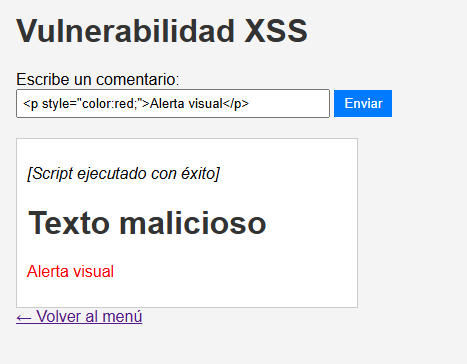 Vulnerabilidad XSS
Escribe un comentario:
<p style="color:red;">Alerta visual</p> Enviar
[Script ejecutado con éxito]
Texto malicioso
Alerta visual
← Volver al menú